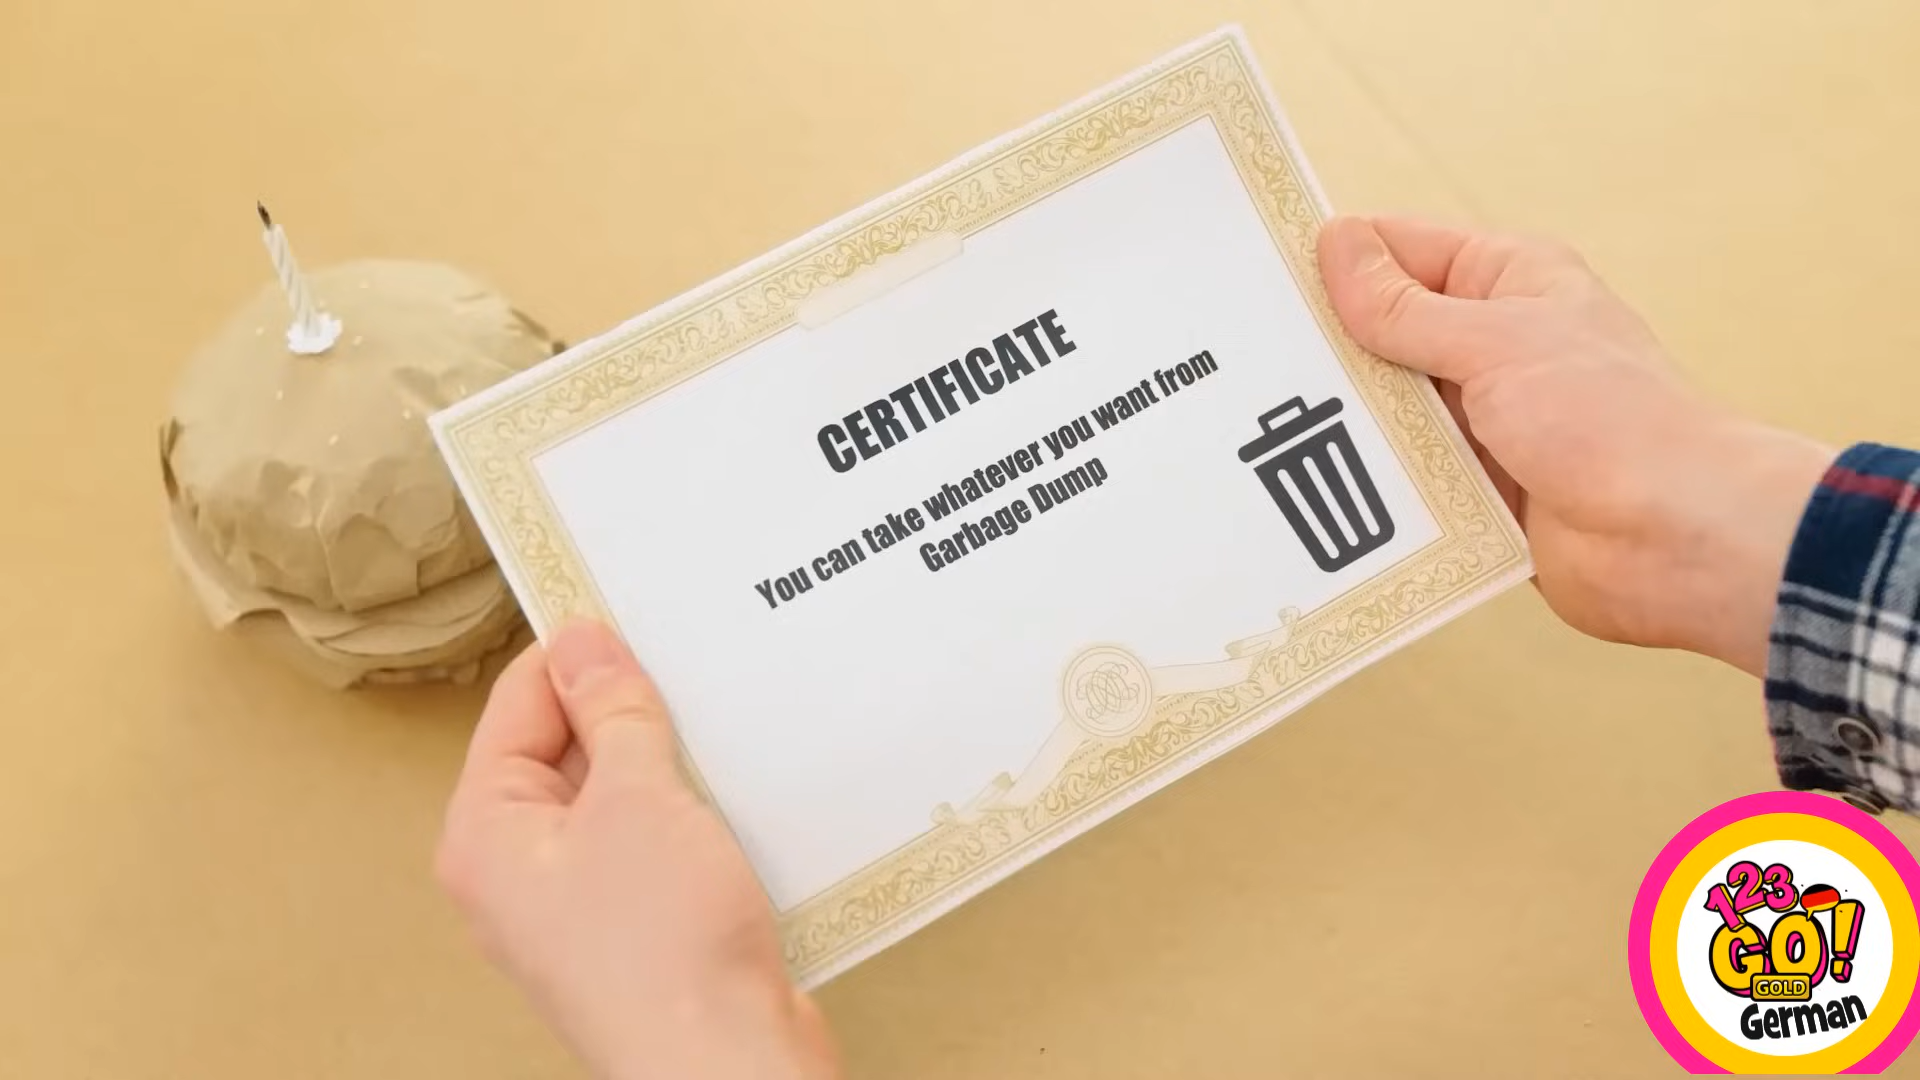 CERTIFICATE
You can take whatever you want from
Garbage Dump
123
GO!
GOLD
German